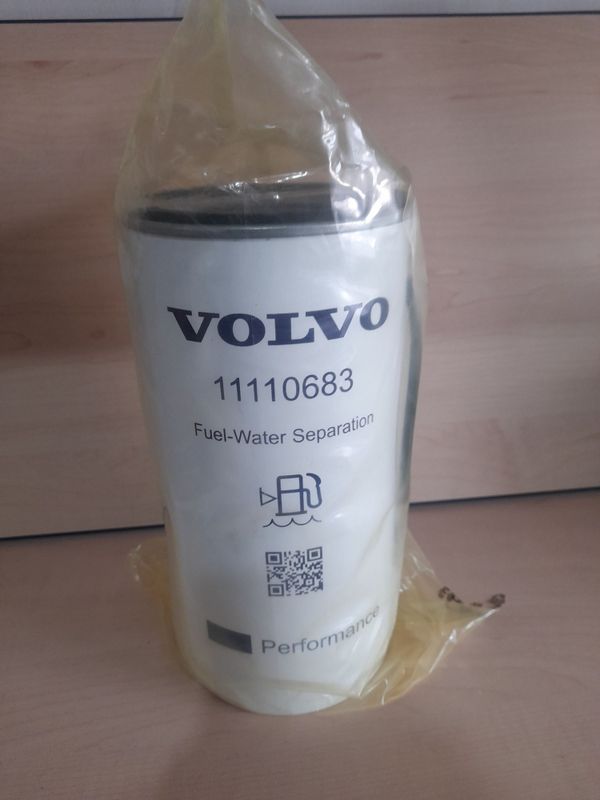 VOLVO
11110683
Fuel-Water Separation
Performance